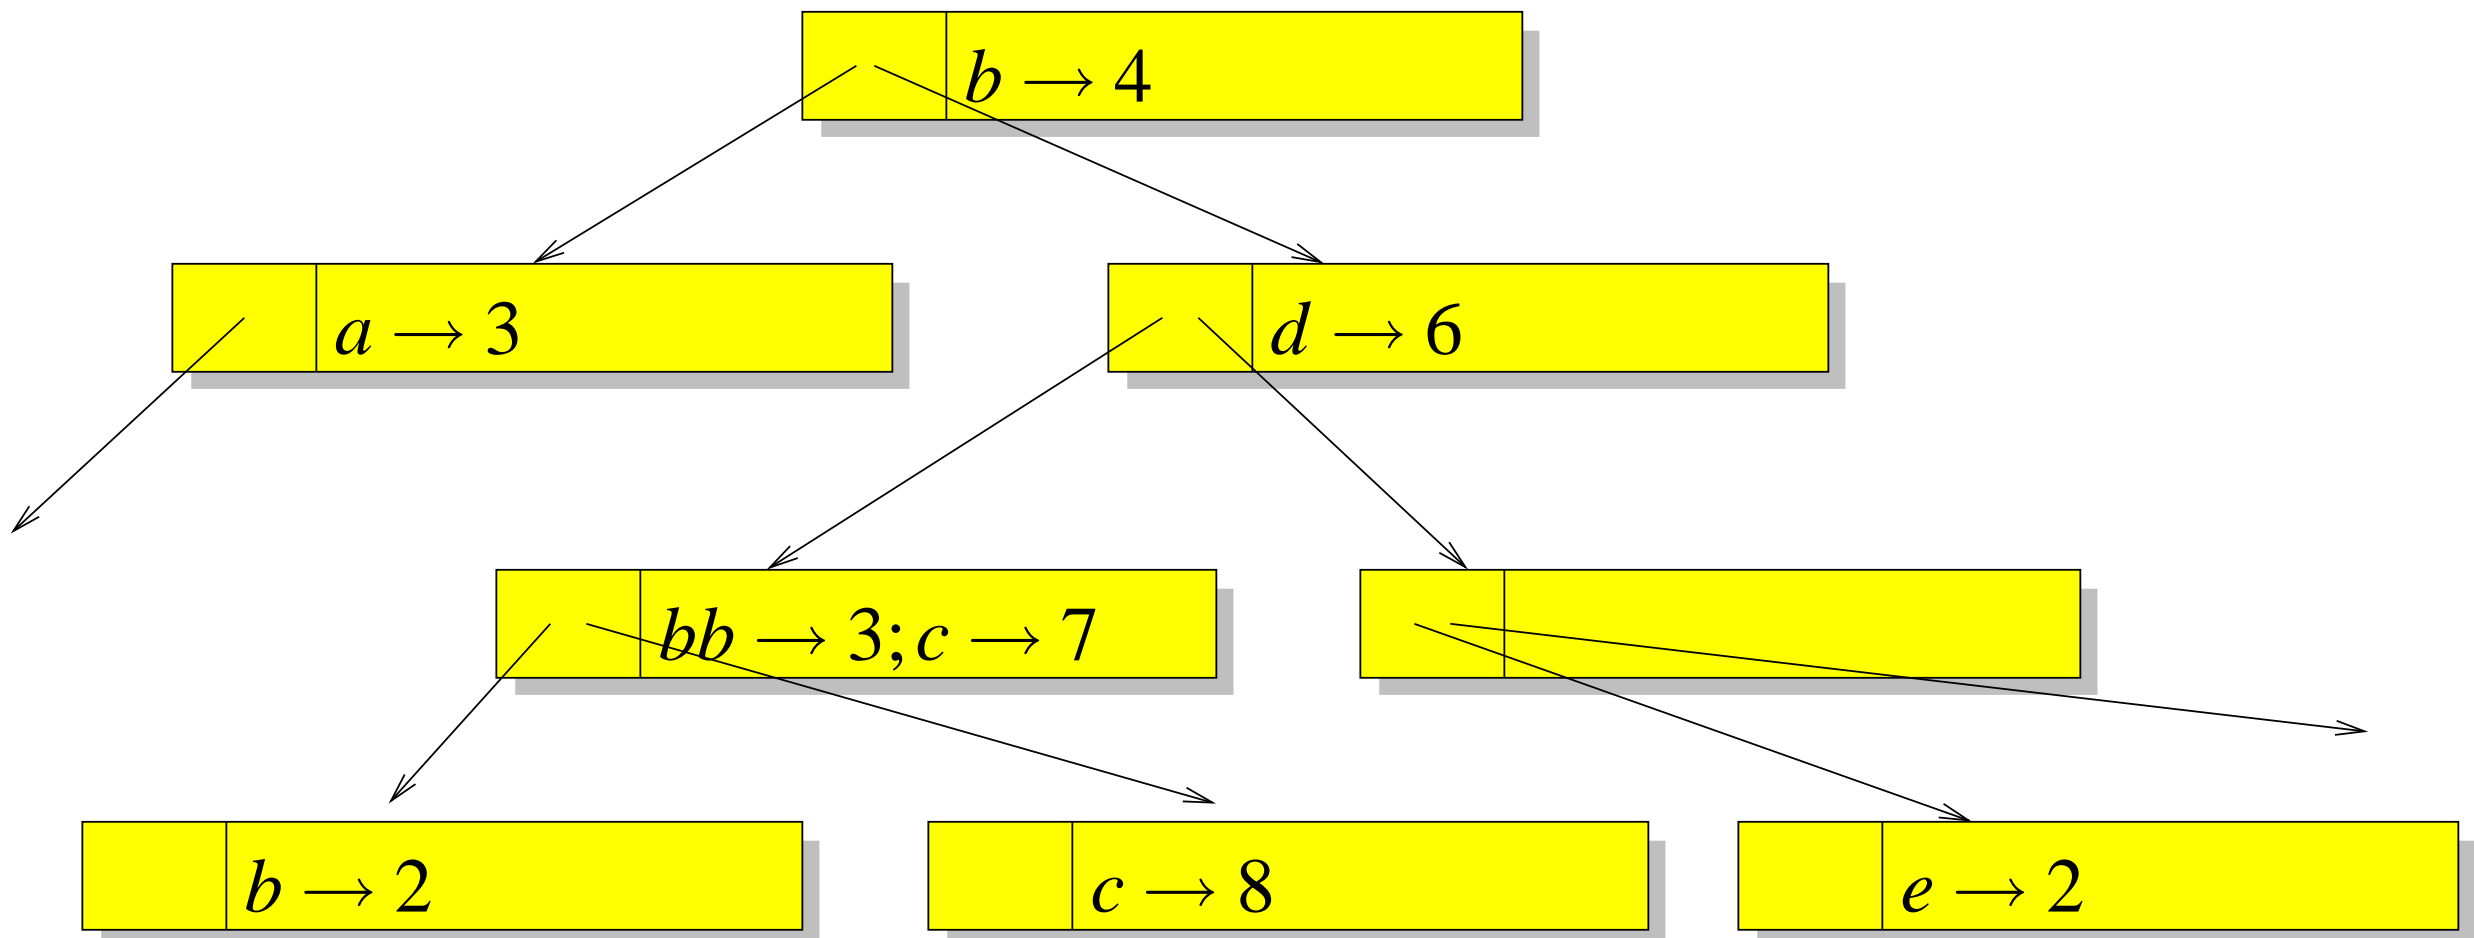 b → 4
a → 3
d → 6
bb → 3; c → 7
b → 2
c → 8
e → 2